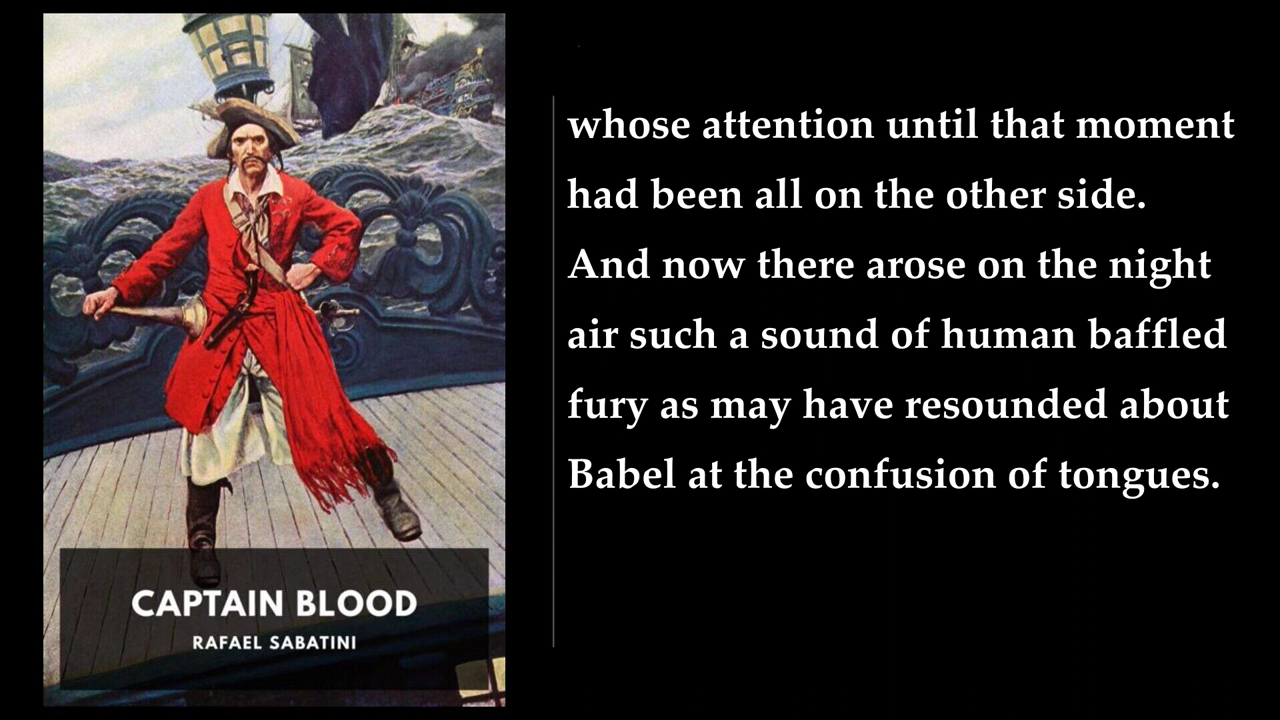 whose attention until that moment
had been all on the other side.
And now there arose on the night
air such a sound of human baffled
fury as may have resounded about
Babel at the confusion of tongues.
CAPTAIN BLOOD
RAFAEL SABATINI